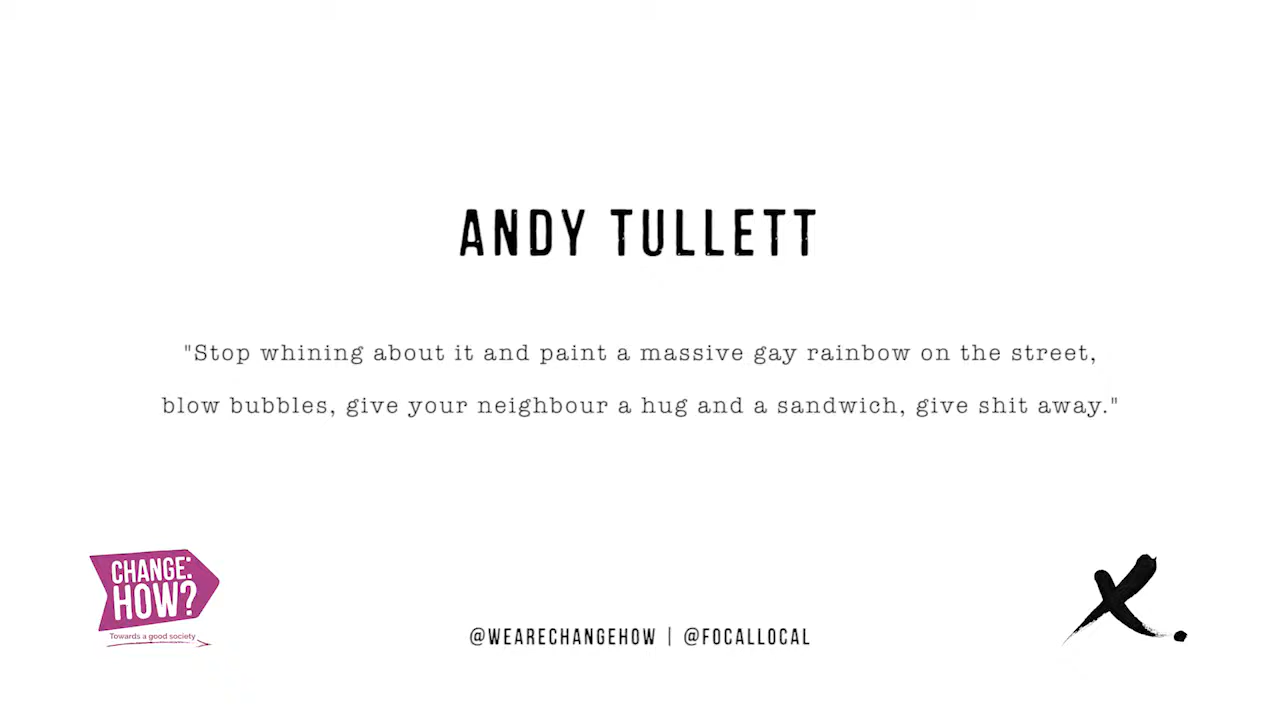 ANDY TULLETT
"Stop whining about it and paint a massive gay rainbow on the street,
blow bubbles, give your neighbour a hug and a sandwich, give shit away."
CHANGE:
HOW?
Towards a good society
@WEARECHANGEHOW | @FOCALLOCAL
X.